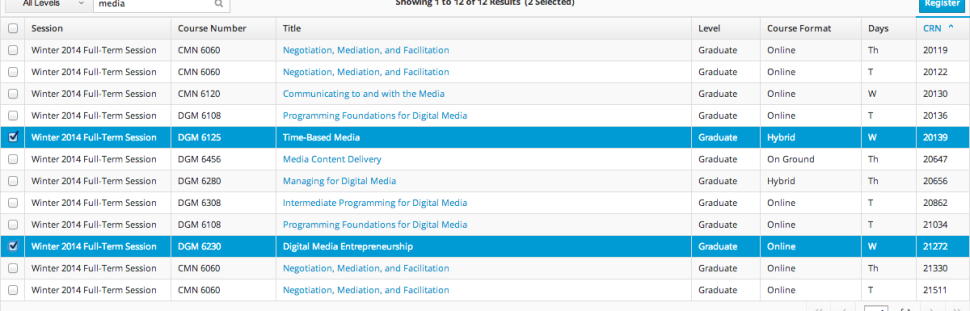 All Levels media Showing 1 to 12 of 12 Results (2 Selected) Register
Session Course Number Title Level Course Format Days CRN
Winter 2014 Full-Term Session CMN 6060 Negotiation, Mediation, and Facilitation Graduate Online Th 20119
Winter 2014 Full-Term Session CMN 6060 Negotiation, Mediation, and Facilitation Graduate Online T 20122
Winter 2014 Full-Term Session CMN 6120 Communicating to and with the Media Graduate Online W 20130
Winter 2014 Full-Term Session DGM 6108 Programming Foundations for Digital Media Graduate Online T 20136
Winter 2014 Full-Term Session DGM 6125 Time-Based Media Graduate Hybrid W 20139
Winter 2014 Full-Term Session DGM 6456 Media Content Delivery Graduate On Ground Th 20647
Winter 2014 Full-Term Session DGM 6280 Managing for Digital Media Graduate Hybrid Th 20656
Winter 2014 Full-Term Session DGM 6308 Intermediate Programming for Digital Media Graduate Online T 20862
Winter 2014 Full-Term Session DGM 6108 Programming Foundations for Digital Media Graduate Online T 21034
Winter 2014 Full-Term Session DGM 6230 Digital Media Entrepreneurship Graduate Online W 21272
Winter 2014 Full-Term Session CMN 6060 Negotiation, Mediation, and Facilitation Graduate Online Th 21330
Winter 2014 Full-Term Session CMN 6060 Negotiation, Mediation, and Facilitation Graduate Online T 21511